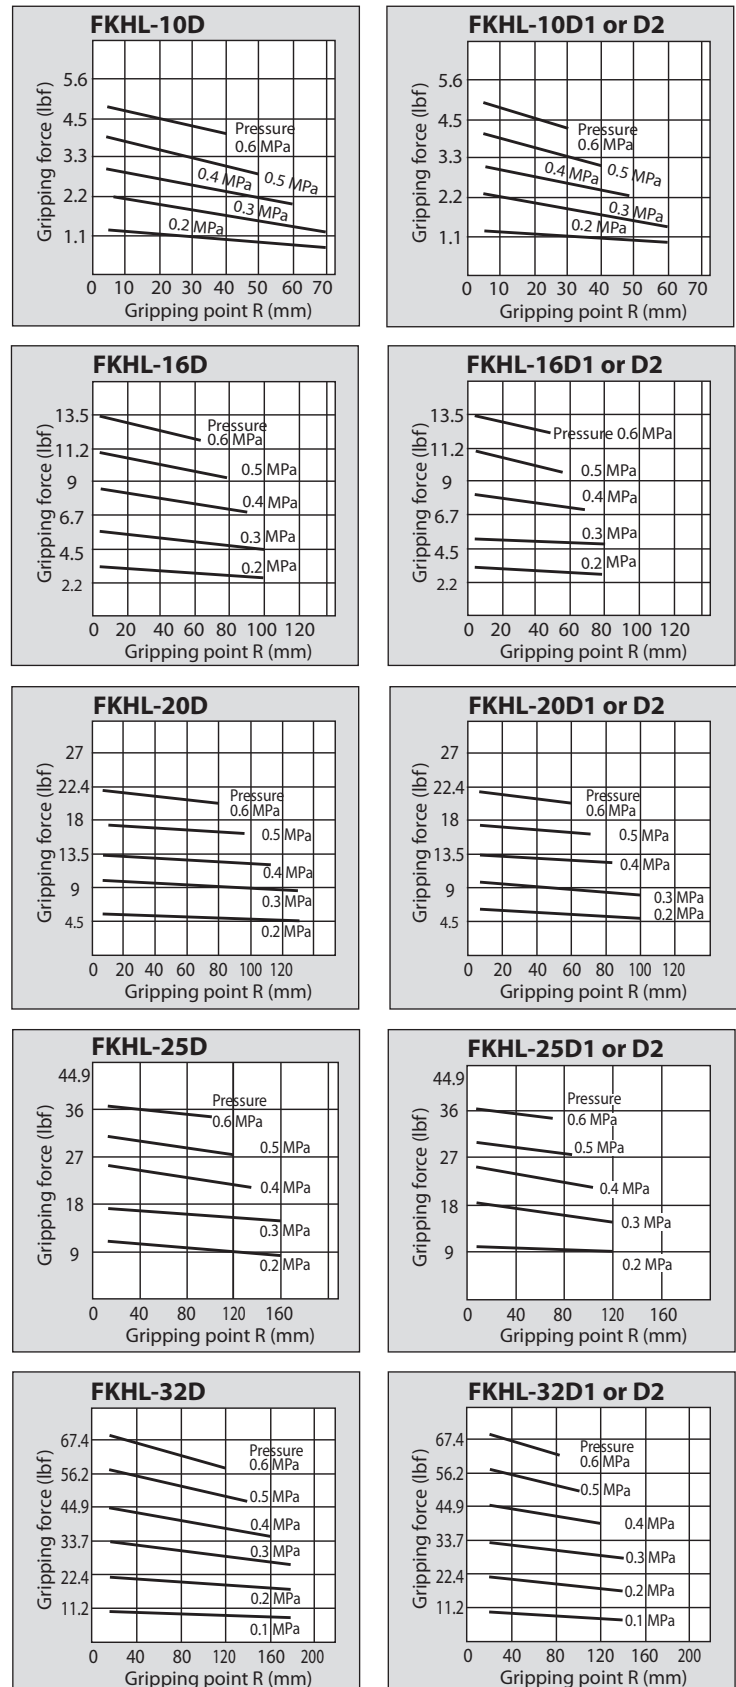 FKHL-10D
Gripping force (lbf)
5.6
4.5
3.3
2.2
1.1
Pressure
0.6 MPa
0.5 MPa
0.4 MPa
0.3 MPa
0.2 MPa
0 10 20 30 40 50 60 70
Gripping point R (mm)
FKHL-10D1 or D2
Gripping force (lbf)
5.6
4.5
3.3
2.2
1.1
Pressure
0.6 MPa
0.5 MPa
0.4 MPa
0.3 MPa
0.2 MPa
0 10 20 30 40 50 60 70
Gripping point R (mm)
FKHL-16D
Gripping force (lbf)
13.5
11.2
9
6.7
4.5
2.2
Pressure
0.6 MPa
0.5 MPa
0.4 MPa
0.3 MPa
0.2 MPa
0 20 40 60 80 100 120
Gripping point R (mm)
FKHL-16D1 or D2
Gripping force (lbf)
13.5
11.2
9
6.7
4.5
2.2
Pressure 0.6 MPa
0.5 MPa
0.4 MPa
0.3 MPa
0.2 MPa
0 20 40 60 80 100 120
Gripping point R (mm)
FKHL-20D
Gripping force (lbf)
27
22.4
18
13.5
9
4.5
Pressure
0.6 MPa
0.5 MPa
0.4 MPa
0.3 MPa
0.2 MPa
0 20 40 60 80 100 120
Gripping point R (mm)
FKHL-20D1 or D2
Gripping force (lbf)
27
22.4
18
13.5
9
4.5
Pressure
0.6 MPa
0.5 MPa
0.4 MPa
0.3 MPa
0.2 MPa
0 20 40 60 80 100 120
Gripping point R (mm)
FKHL-25D
Gripping force (lbf)
44.9
36
27
18
9
Pressure
0.6 MPa
0.5 MPa
0.4 MPa
0.3 MPa
0.2 MPa
0 40 80 120 160
Gripping point R (mm)
FKHL-25D1 or D2
Gripping force (lbf)
44.9
36
27
18
9
Pressure
0.6 MPa
0.5 MPa
0.4 MPa
0.3 MPa
0.2 MPa
0 40 80 120 160
Gripping point R (mm)
FKHL-32D
Gripping force (lbf)
67.4
56.2
44.9
33.7
22.4
11.2
Pressure
0.6 MPa
0.5 MPa
0.4 MPa
0.3 MPa
0.2 MPa
0.1 MPa
0 40 80 120 160 200
Gripping point R (mm)
FKHL-32D1 or D2
Gripping force (lbf)
67.4
56.2
44.9
33.7
22.4
11.2
Pressure
0.6 MPa
0.5 MPa
0.4 MPa
0.3 MPa
0.2 MPa
0.1 MPa
0 40 80 120 160 200
Gripping point R (mm)